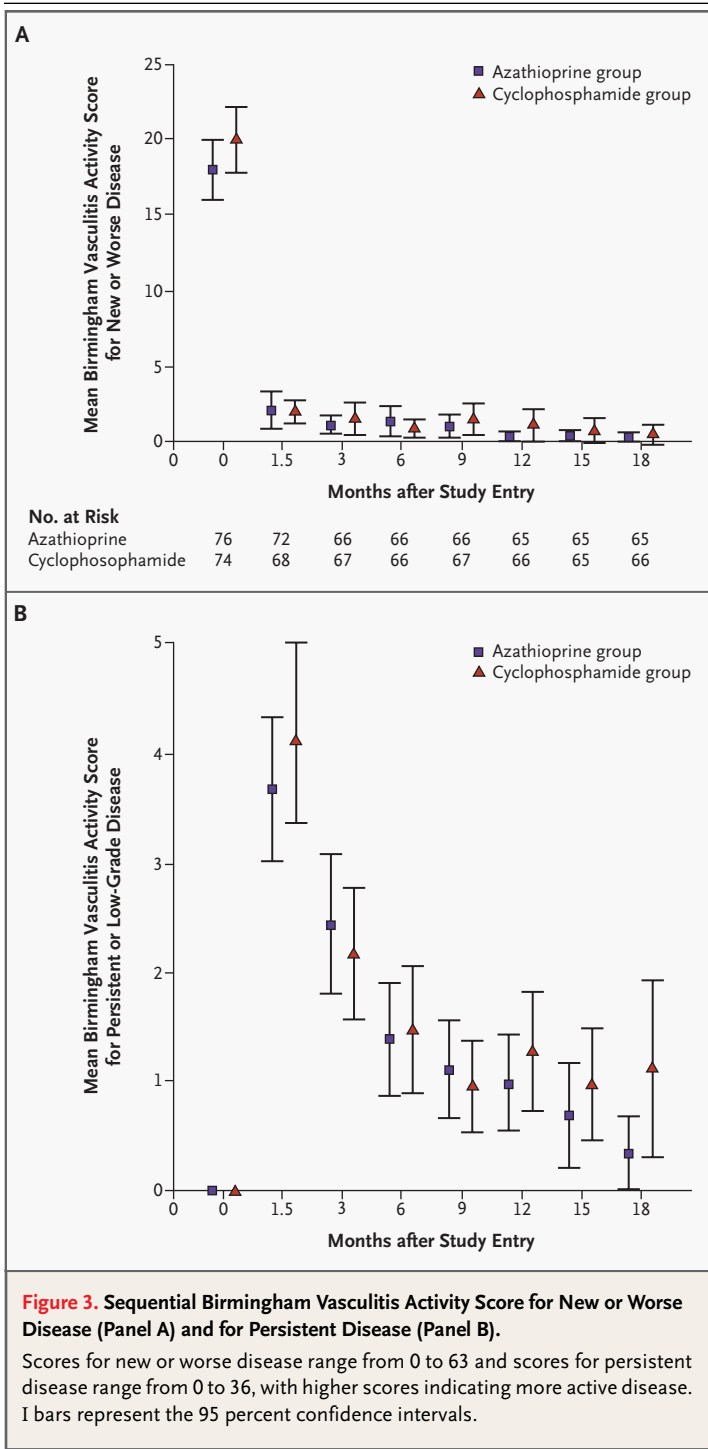 A
25
20
15
10
5
0
Mean Birmingham Vasculitis Activity Score
for New or Worse Disease
Azathioprine group
Cyclophosphamide group
0 0 1.5 3 6 9 12 15 18
Months after Study Entry
No. at Risk
Azathioprine 76 72 66 66 66 65 65 65
Cyclophosophamide 74 68 67 66 67 66 65 66
B
5
4
3
2
1
0
Mean Birmingham Vasculitis Activity Score
for Persistent or Low-Grade Disease
Azathioprine group
Cyclophosphamide group
0 0 1.5 3 6 9 12 15 18
Months after Study Entry
Figure 3. Sequential Birmingham Vasculitis Activity Score for New or Worse
Disease (Panel A) and for Persistent Disease (Panel B).
Scores for new or worse disease range from 0 to 63 and scores for persistent
disease range from 0 to 36, with higher scores indicating more active disease.
I bars represent the 95 percent confidence intervals.